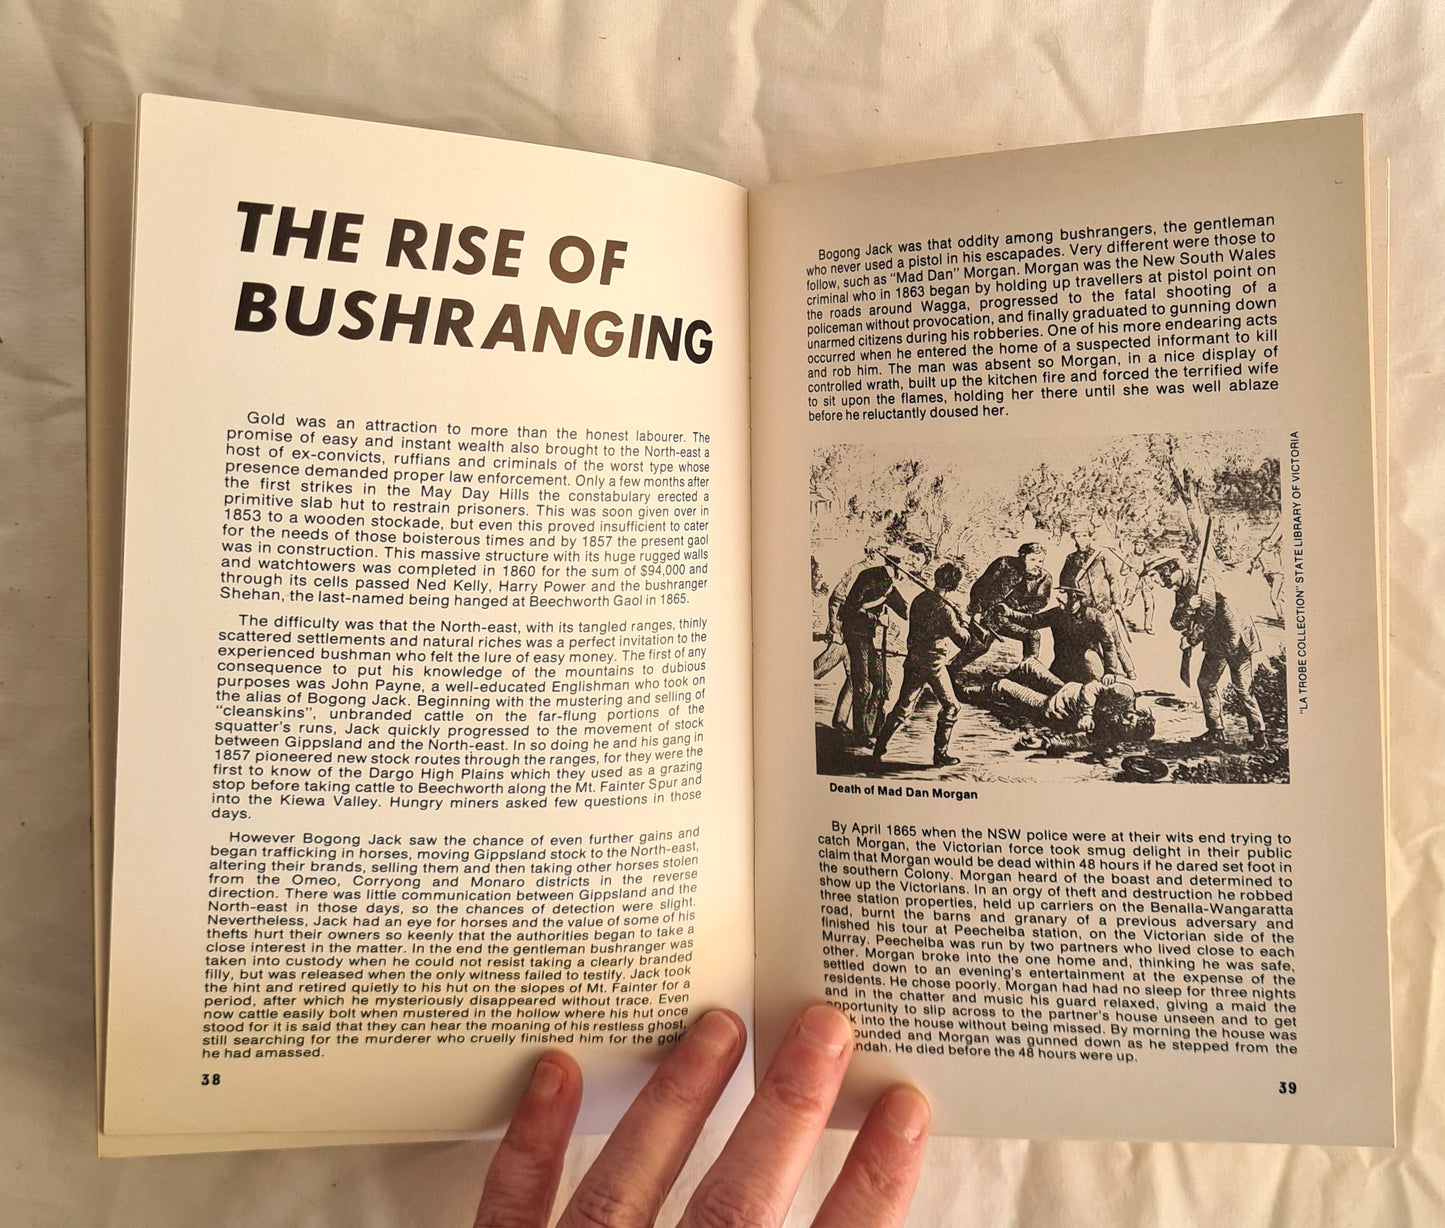 THE RISE OF
BUSHRANGING
Gold was an attraction to more than the honest labourer. The
promise of easy and instant wealth also brought to the North-east a
host of ex-convicts, ruffians and criminals of the worst type whose
presence demanded proper law enforcement. Only a few months after
the first strikes in the May Day Hills the constabulary erected a
primitive slab hut to restrain prisoners. This was soon given over in
1853 to a wooden stockade, but even this proved insufficient to cater
for the needs of those boisterous times and by 1857 the present gaol
was in construction. This massive structure with its huge rugged walls
and watchtowers was completed in 1860 for the sum of $94,000 and
through its cells passed Ned Kelly, Harry Power and the bushranger
Shehan, the last-named being hanged at Beechworth Gaol in 1865.
The difficulty was that the North-east, with its tangled ranges, thinly
scattered settlements and natural riches was a perfect invitation to the
experienced bushman who felt the lure of easy money. The first of any
consequence to put his knowledge of the mountains to dubious
purposes was John Payne, a well-educated Englishman who took on
the alias of Bogong Jack. Beginning with the mustering and selling of
"cleanskins", unbranded cattle on the far-flung portions of the
squatter's runs, Jack quickly progressed to the movement of stock
between Gippsland and the North-east. In so doing he and his gang in
1857 pioneered new stock routes through the ranges, for they were the
first to know of the Dargo High Plains which they used as a grazing
stop before taking cattle to Beechworth along the Mt. Fainter Spur and
into the Kiewa Valley. Hungry miners asked few questions in those
days.
However Bogong Jack saw the chance of even further gains and
began trafficking in horses, moving Gippsland stock to the North-east,
altering their brands, selling them and then taking other horses stolen
from the Omeo, Corryong and Monaro districts in the reverse
direction. There was little communication between Gippsland and the
North-east in those days, so the chances of detection were slight.
Nevertheless, Jack had an eye for horses and the value of some of his
thefts hurt their owners so keenly that the authorities began to take a
close interest in the matter. In the end the gentleman bushranger was
taken into custody when he could not resist taking a clearly branded
filly, but was released when the only witness failed to testify. Jack took
the hint and retired quietly to his hut on the slopes of Mt. Fainter for a
period, after which he mysteriously disappeared without trace. Even
now cattle easily bolt when mustered in the hollow where his hut once
stood for it is said that they can hear the moaning of his restless ghost,
still searching for the murderer who cruelly finished him for the gold
he had amassed.
38
Bogong Jack was that oddity among bushrangers, the gentleman
who never used a pistol in his escapades. Very different were those to
follow, such as "Mad Dan" Morgan. Morgan was the New South Wales
criminal who in 1863 began by holding up travellers at pistol point on
the roads around Wagga, progressed to the fatal shooting of a
policeman without provocation, and finally graduated to gunning down
unarmed citizens during his robberies. One of his more endearing acts
occurred when he entered the home of a suspected informant to kill
and rob him. The man was absent so Morgan, in a nice display of
controlled wrath, built up the kitchen fire and forced the terrified wife
to sit upon the flames, holding her there until she was well ablaze
before he reluctantly doused her.
"LA TROBE COLLECTION" STATE LIBRARY OF VICTORIA
Death of Mad Dan Morgan
By April 1865 when the NSW police were at their wits end trying to
catch Morgan, the Victorian force took smug delight in their public
claim that Morgan would be dead within 48 hours if he dared set foot in
the southern Colony. Morgan heard of the boast and determined to
show up the Victorians. In an orgy of theft and destruction he robbed
three station properties, held up carriers on the Benalla-Wangaratta
road, burnt the barns and granary of a previous adversary and
finished his tour at Peechelba station, on the Victorian side of the
Murray. Peechelba was run by two partners who lived close to each
other. Morgan broke into the one home and, thinking he was safe,
settled down to an evening's entertainment at the expense of the
residents. He chose poorly. Morgan had had no sleep for three nights
and in the chatter and music his guard relaxed, giving a maid the
opportunity to slip across to the partner's house unseen and to get
into the house without being missed. By morning the house was
and Morgan was gunned down as he stepped from the
He died before the 48 hours were up.
39